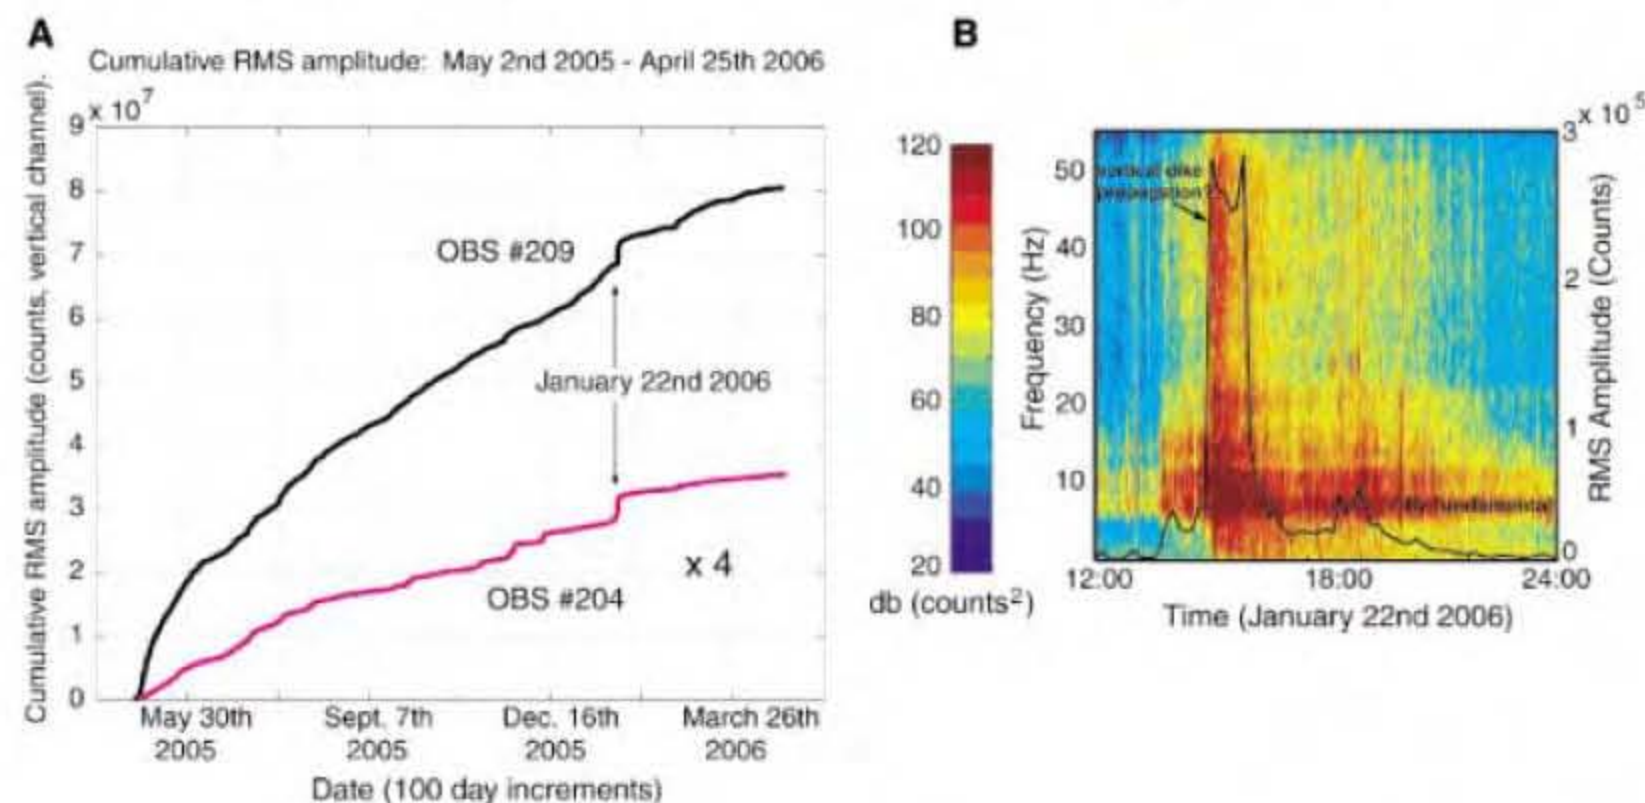 A
Cumulative RMS amplitude: May 2nd 2005 - April 25th 2006
x 10^7
Cumulative RMS amplitude (counts, vertical channel).
9
8
7
6
5
4
3
2
1
0
OBS #209
January 22nd 2006
x 4
OBS #204
May 30th
2005
Sept. 7th
2005
Dec. 16th
2005
March 26th
2006
Date (100 day increments)
B
120
100
80
60
40
20
db (counts²)
Frequency (Hz)
50
40
30
20
10
vertical dike
propagation?
x 10^5
3
2
1
0
RMS Amplitude (Counts)
12:00
18:00
24:00
Time (January 22nd 2006)